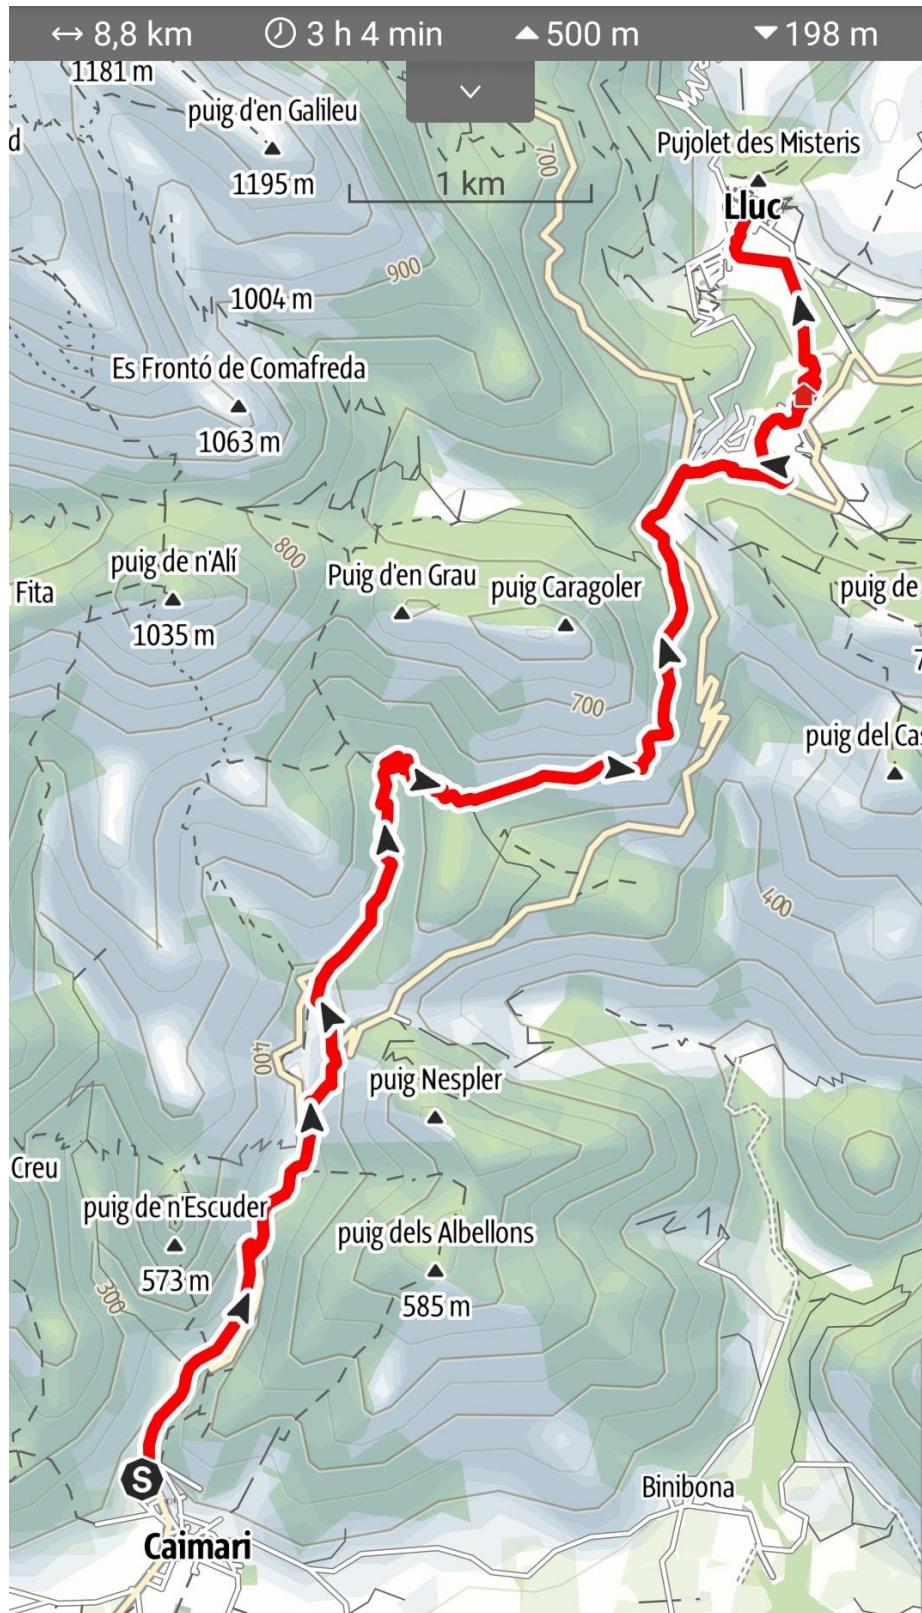 ↔ 8,8 km 3 h 4 min ▲ 500 m ▼ 198 m
1181 m
puig d'en Galileu
1195 m
1 km
700
Pujolet des Misteris
Lluc
d
900
1004 m
Es Frontó de Comafreda
1063 m
800
puig de n'Alí
1035 m
Fita
Puig d'en Grau
puig Caragoler
puig de
700
puig del Cas
400
400
puig Nespler
Creu
puig de n'Escuder
573 m
puig dels Albellons
585 m
300
S
Binibona
Caimari